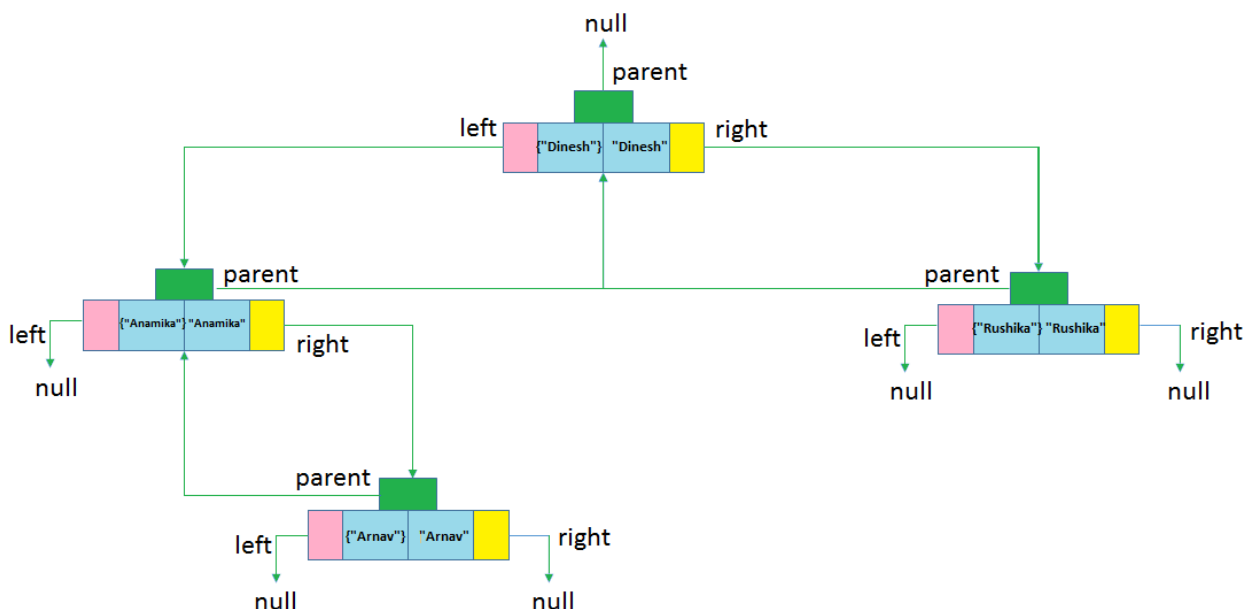 null
parent
left {"Dinesh"} "Dinesh" right
parent parent
left {"Anamika"} "Anamika" right
left {"Rushika"} "Rushika" right
null
null null
parent
left {"Arnav"} "Arnav" right
null null